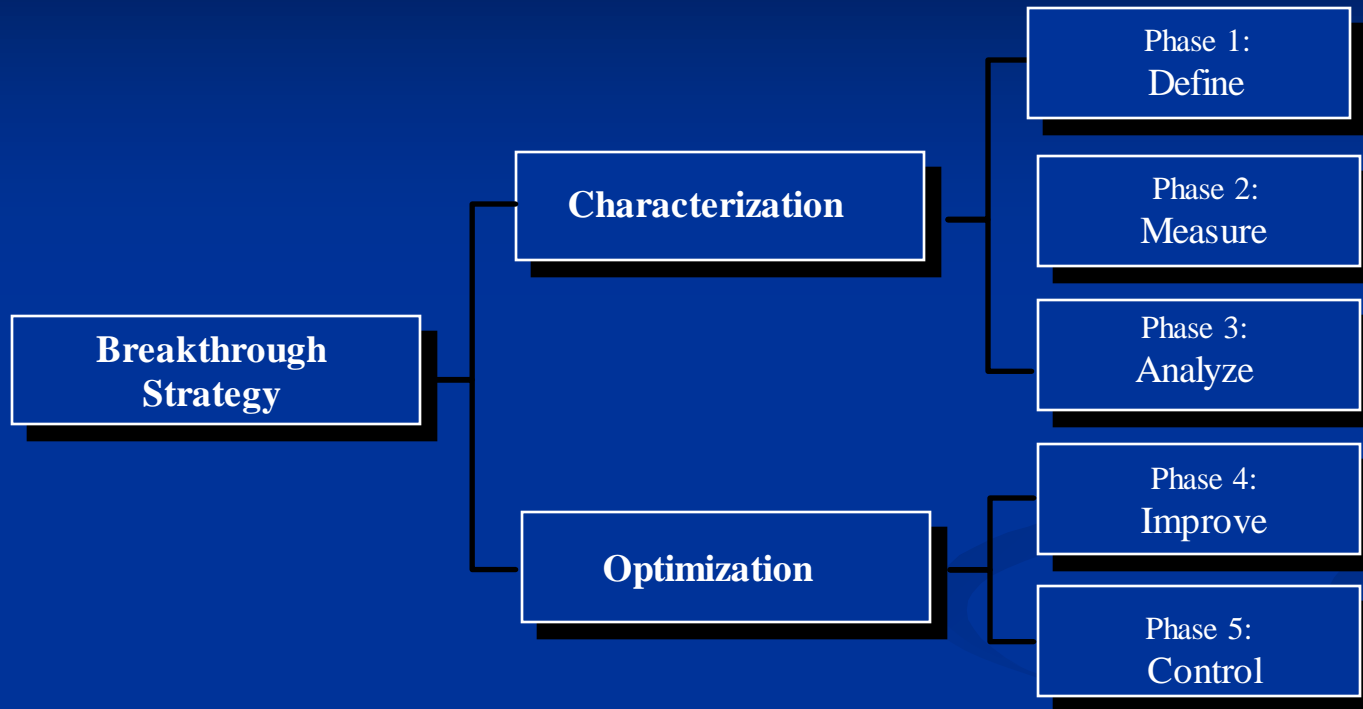 Breakthrough
Strategy
Characterization
Optimization
Phase 1:
Define
Phase 2:
Measure
Phase 3:
Analyze
Phase 4:
Improve
Phase 5:
Control